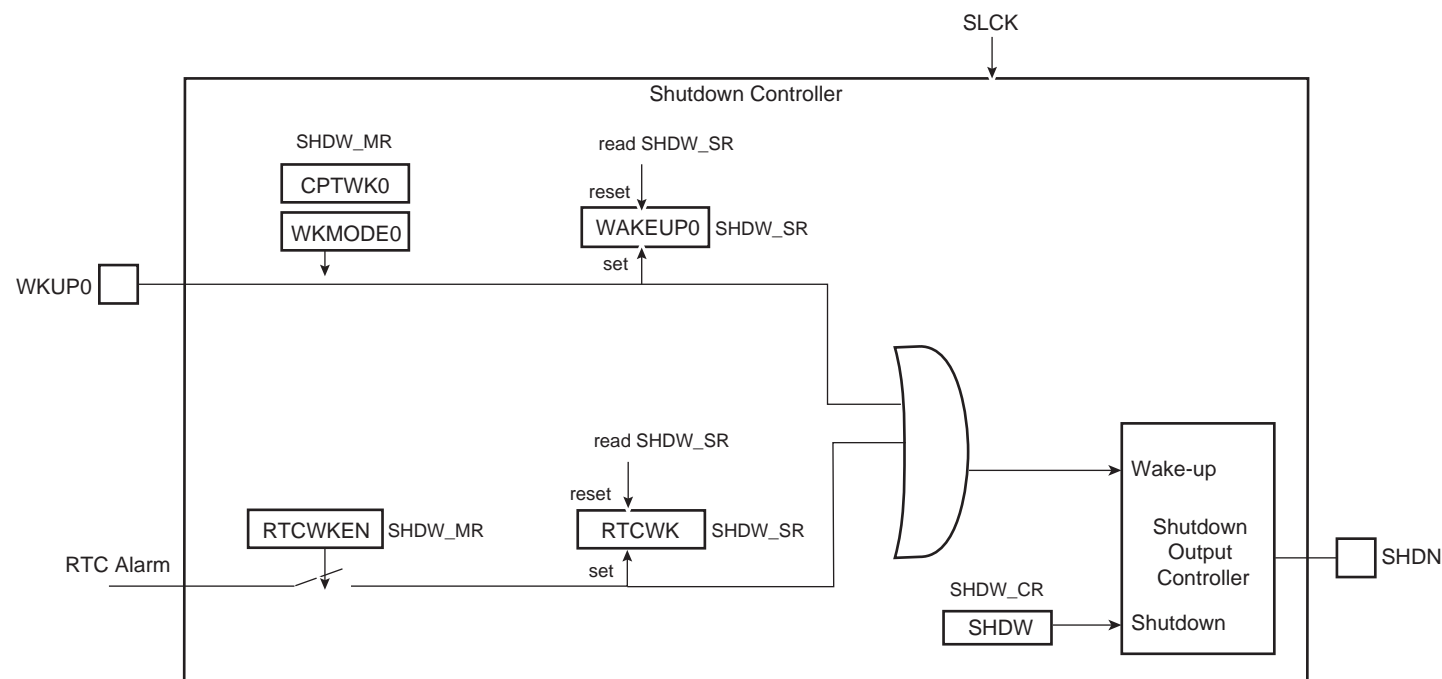 SLCK
Shutdown Controller
SHDW_MR
read SHDW_SR
CPTWK0
reset
WKMODE0
WAKEUP0 SHDW_SR
set
WKUP0
read SHDW_SR
Wake-up
reset
RTCWKEN SHDW_MR
RTCWK SHDW_SR
Shutdown
Output
Controller
SHDN
RTC Alarm
set
SHDW_CR
SHDW
Shutdown